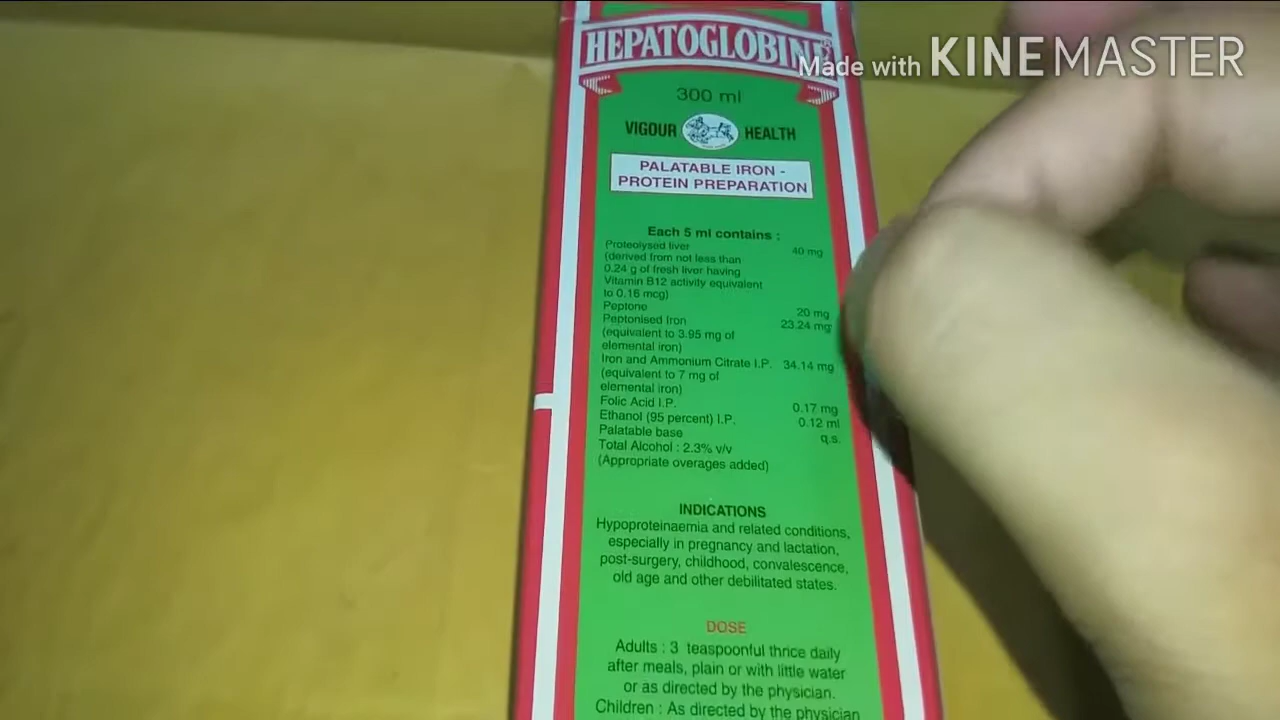 HEPATOGLOBINE®
Made with KINEMASTER
300 ml
VIGOUR HEALTH
PALATABLE IRON -
PROTEIN PREPARATION
Each 5 ml contains :
Proteolysed liver 40 mg
(derived from not less than
0.24 g of fresh liver having
Vitamin B12 activity equivalent
to 0.16 mcg)
Peptone 20 mg
Peptonised Iron 23.24 mg
(equivalent to 3.95 mg of
elemental iron)
Iron and Ammonium Citrate I.P. 34.14 mg
(equivalent to 7 mg of
elemental iron)
Folic Acid I.P. 0.17 mg
Ethanol (95 percent) I.P. 0.12 ml
Palatable base q.s.
Total Alcohol : 2.3% v/v
(Appropriate overages added)
INDICATIONS
Hypoproteinaemia and related conditions,
especially in pregnancy and lactation,
post-surgery, childhood, convalescence,
old age and other debilitated states.
DOSE
Adults : 3 teaspoonful thrice daily
after meals, plain or with little water
or as directed by the physician.
Children : As directed by the physician